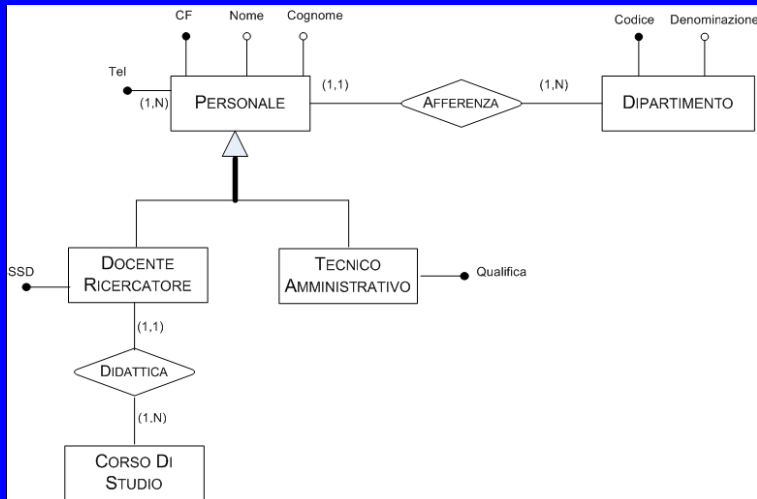 CF
Nome
Cognome
Codice
Denominazione
Tel
(1,N)
PERSONALE
(1,1)
AFFERENZA
(1,N)
DIPARTIMENTO
DOCENTE
RICERCATORE
SSD
TECNICO
AMMINISTRATIVO
Qualifica
(1,1)
DIDATTICA
(1,N)
CORSO DI
STUDIO